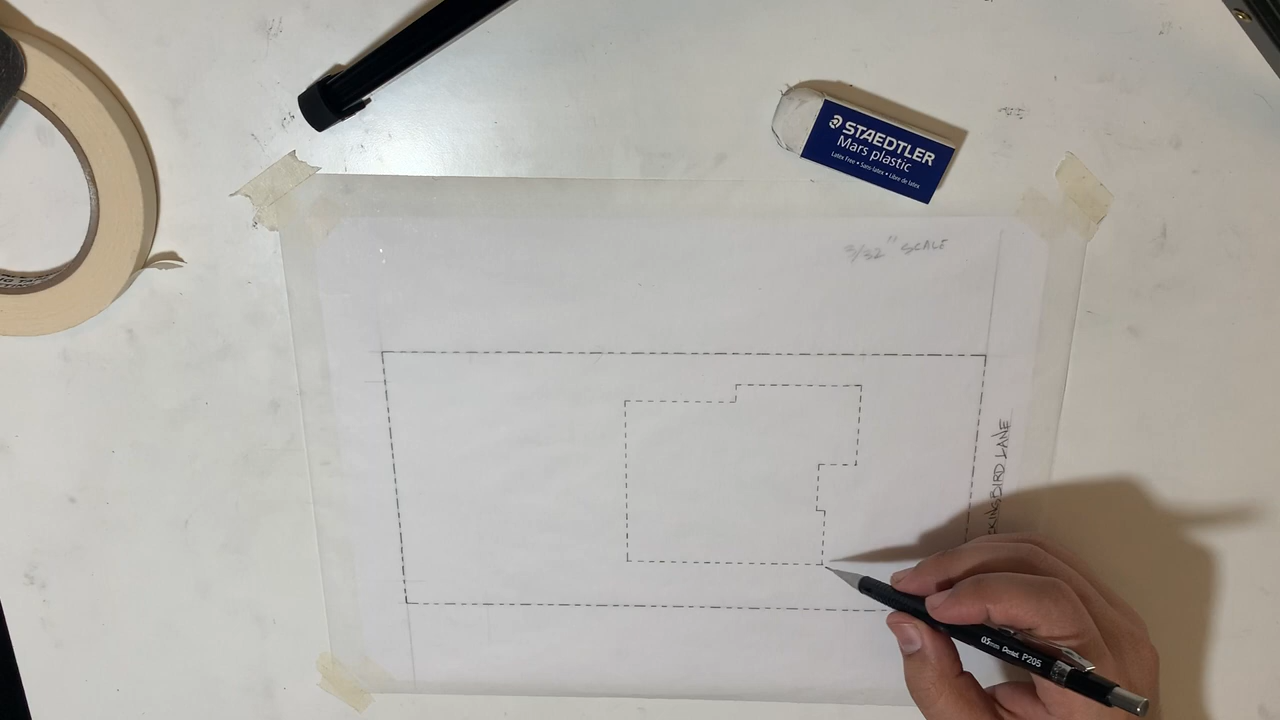 STAEDTLER
Mars plastic
Latex Free • Sans-latex • Libre de látex
3/32" SCALE
KINGBIRD LANE
0.5mm Pentel P205